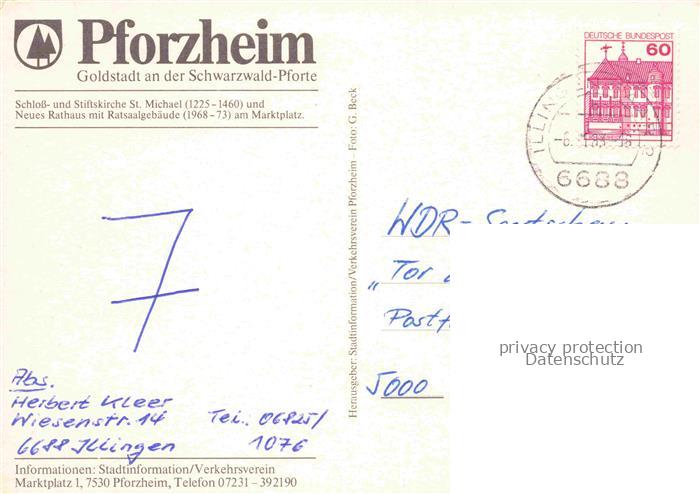 Pforzheim
Goldstadt an der Schwarzwald-Pforte
Schloß- und Stiftskirche St. Michael (1225-1460) und
Neues Rathaus mit Ratsaalgebäude (1968-73) am Marktplatz.
DEUTSCHE BUNDESPOST
60
6688
Herausgeber: Stadtinformation/Verkehrsverein Pforzheim – Foto: G. Beck
7
WDR-
"Tor
5000
privacy protection
Datenschutz
Abs.
Herbert Kleer
Wiesenstr. 14 Tel. 06825/
6688 Illingen 1076
Informationen: Stadtinformation/Verkehrsverein
Marktplatz 1, 7530 Pforzheim, Telefon 07231-392190